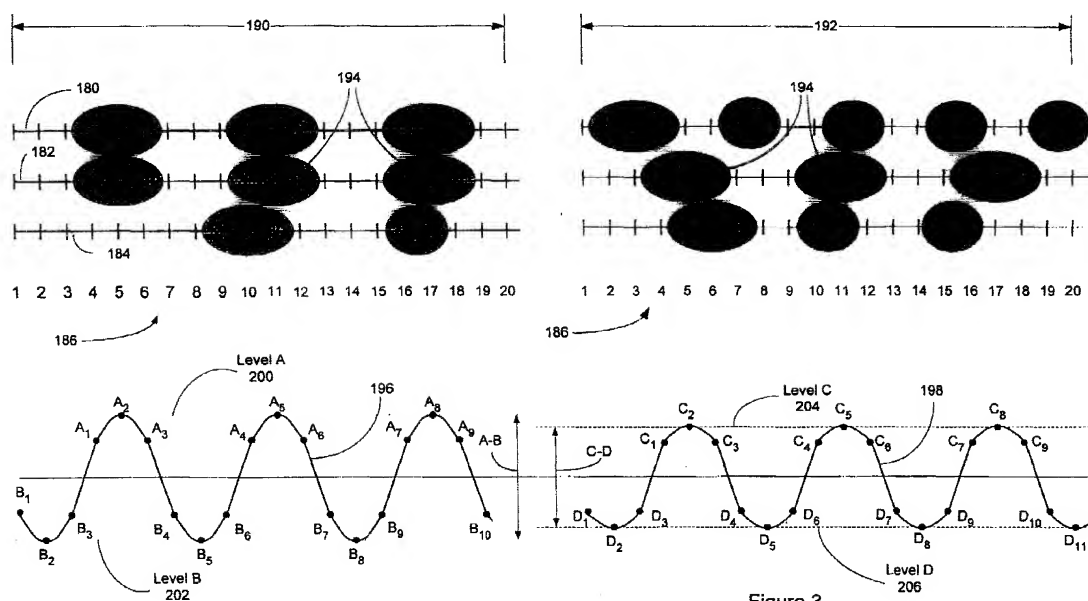 190
192
180
194
194
182
184
1 2 3 4 5 6 7 8 9 10 11 12 13 14 15 16 17 18 19 20
1 2 3 4 5 6 7 8 9 10 11 12 13 14 15 16 17 18 19 20
186
186
Level A
200
196
Level C
204
198
A2
A5
A8
A1
A3
A4
A6
A7
A9
A-B
C-D
C2
C5
C8
C1
C3
C4
C6
C7
C9
B1
B3
B4
B6
B7
B9
B10
B2
B5
B8
D1
D3
D4
D6
D7
D9
D10
D2
D5
D8
D11
Level B
202
Level D
206